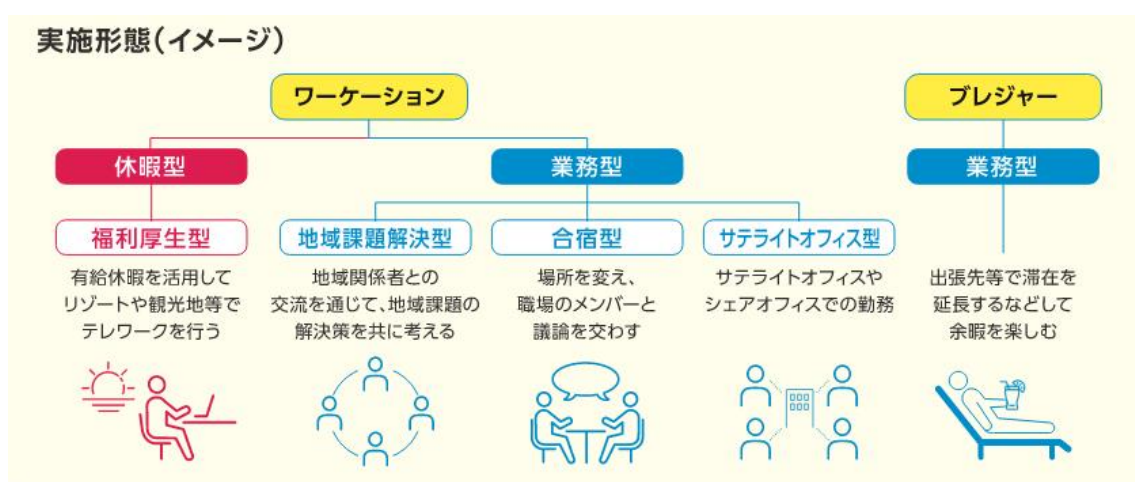 実施形態(イメージ)
ワーケーション
ブレジャー
休暇型
業務型
業務型
福利厚生型
有給休暇を活用して
リゾートや観光地等で
テレワークを行う
地域課題解決型
地域関係者との
交流を通じて、地域課題の
解決策を共に考える
合宿型
場所を変え、
職場のメンバーと
議論を交わす
サテライトオフィス型
サテライトオフィスや
シェアオフィスでの勤務
出張先等で滞在を
延長するなどして
余暇を楽しむ